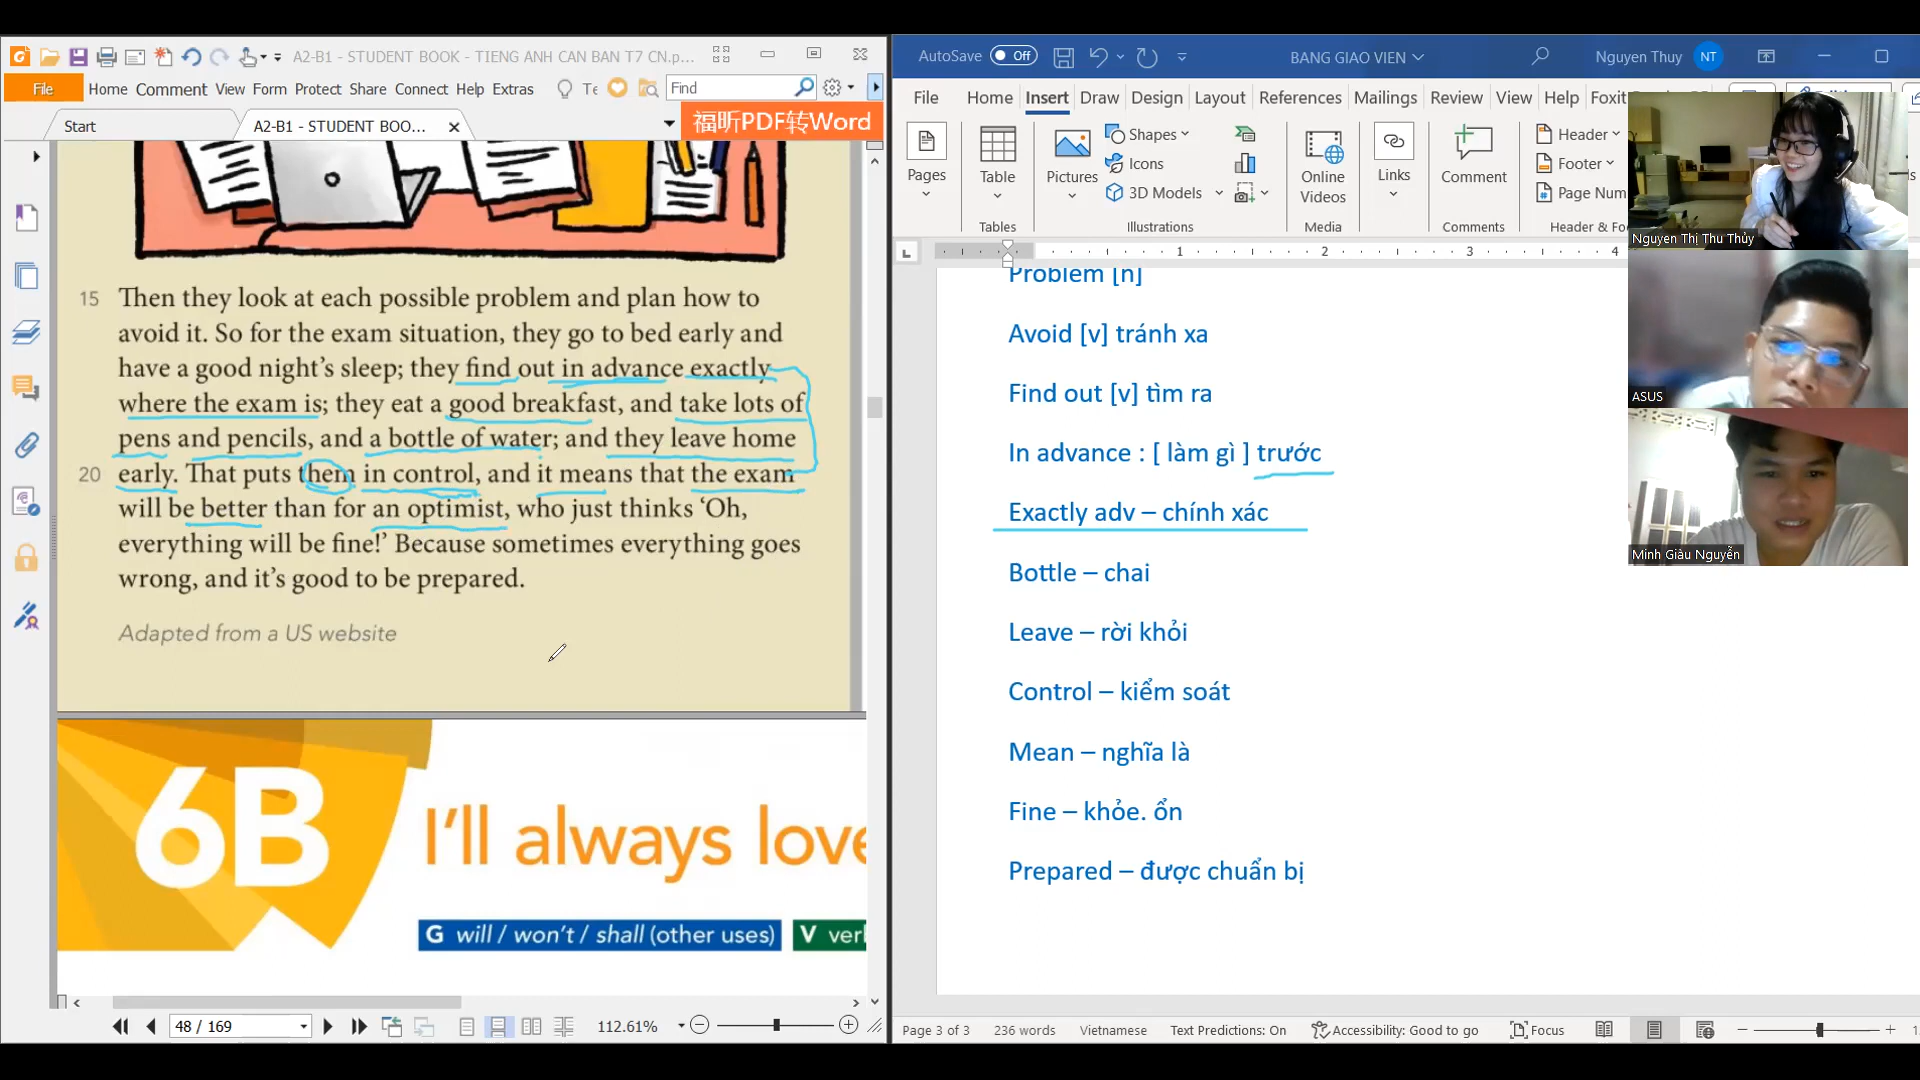 A2-B1 - STUDENT BOOK - TIENG ANH CAN BAN T7 CN.p...
File Home Comment View Form Protect Share Connect Help Extras Te Find
Start
A2-B1 - STUDENT BOO...
福昕PDF转Word
15 Then they look at each possible problem and plan how to
avoid it. So for the exam situation, they go to bed early and
have a good night's sleep; they find out in advance exactly
where the exam is; they eat a good breakfast, and take lots of
pens and pencils, and a bottle of water; and they leave home
20 early. That puts them in control, and it means that the exam
will be better than for an optimist, who just thinks ‘Oh,
everything will be fine!’ Because sometimes everything goes
wrong, and it's good to be prepared.
Adapted from a US website
6B
I'll always love
G will / won't / shall (other uses)
V ver
48 / 169
112.61%
AutoSave Off
BANG GIAO VIEN
Nguyen Thuy NT
File Home Insert Draw Design Layout References Mailings Review View Help Foxit
Pages
Table
Tables
Pictures
Shapes
Icons
3D Models
Illustrations
Online Videos
Media
Links
Comment
Comments
Header
Footer
Page Num
Header & Fo
1 2 3 4
Problem [n]
Avoid [v] tránh xa
Find out [v] tìm ra
In advance : [ làm gì ] trước
Exactly adv – chính xác
Bottle – chai
Leave – rời khỏi
Control – kiểm soát
Mean – nghĩa là
Fine – khỏe. ổn
Prepared – được chuẩn bị
Nguyen Thị Thu Thủy
ASUS
Minh Giàu Nguyễn
Page 3 of 3
236 words
Vietnamese
Text Predictions: On
Accessibility: Good to go
Focus